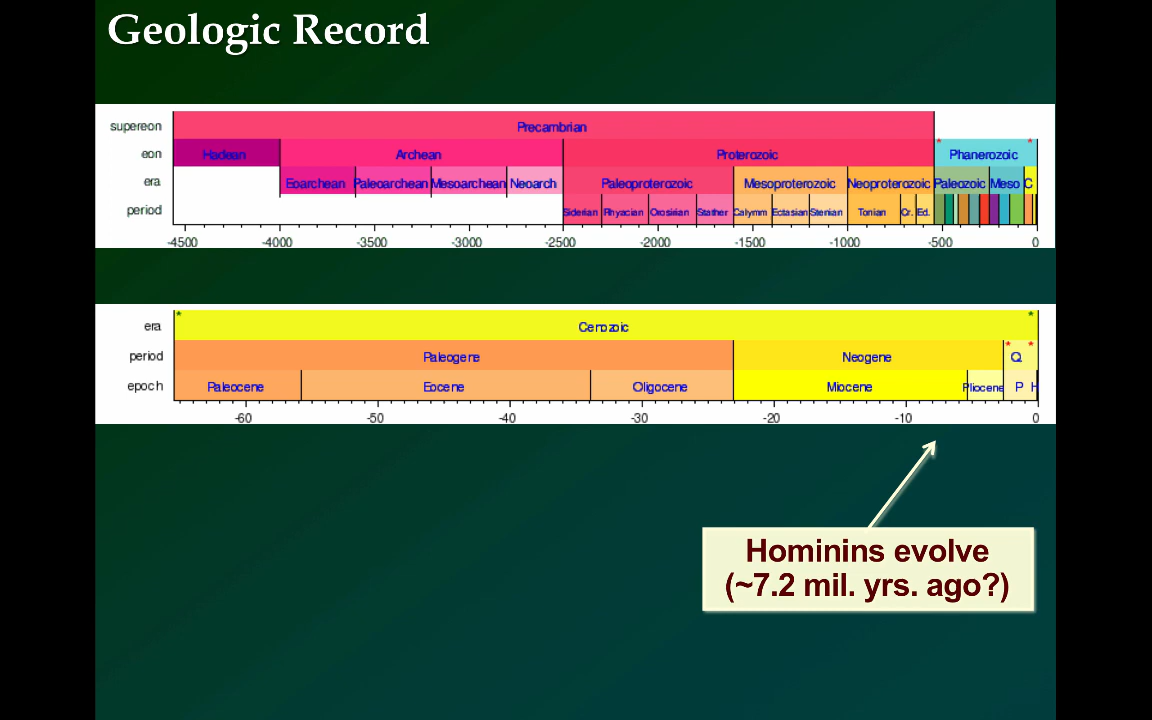 Geologic Record
supereon Precambrian
eon Hadean Archean Proterozoic * Phanerozoic *
era Eoarchean Paleoarchean Mesoarchean Neoarch Paleoproterozoic Mesoproterozoic Neoproterozoic Paleozoic Meso C
period Siderian Rhyacian Orosirian Stather Calymm Ectasian Stenian Tonian Cr. Ed.
-4500 -4000 -3500 -3000 -2500 -2000 -1500 -1000 -500 0
era * Cenozoic *
period Paleogene Neogene * Q *
epoch Paleocene Eocene Oligocene Miocene Pliocene P H
-60 -50 -40 -30 -20 -10 0
Hominins evolve
(~7.2 mil. yrs. ago?)